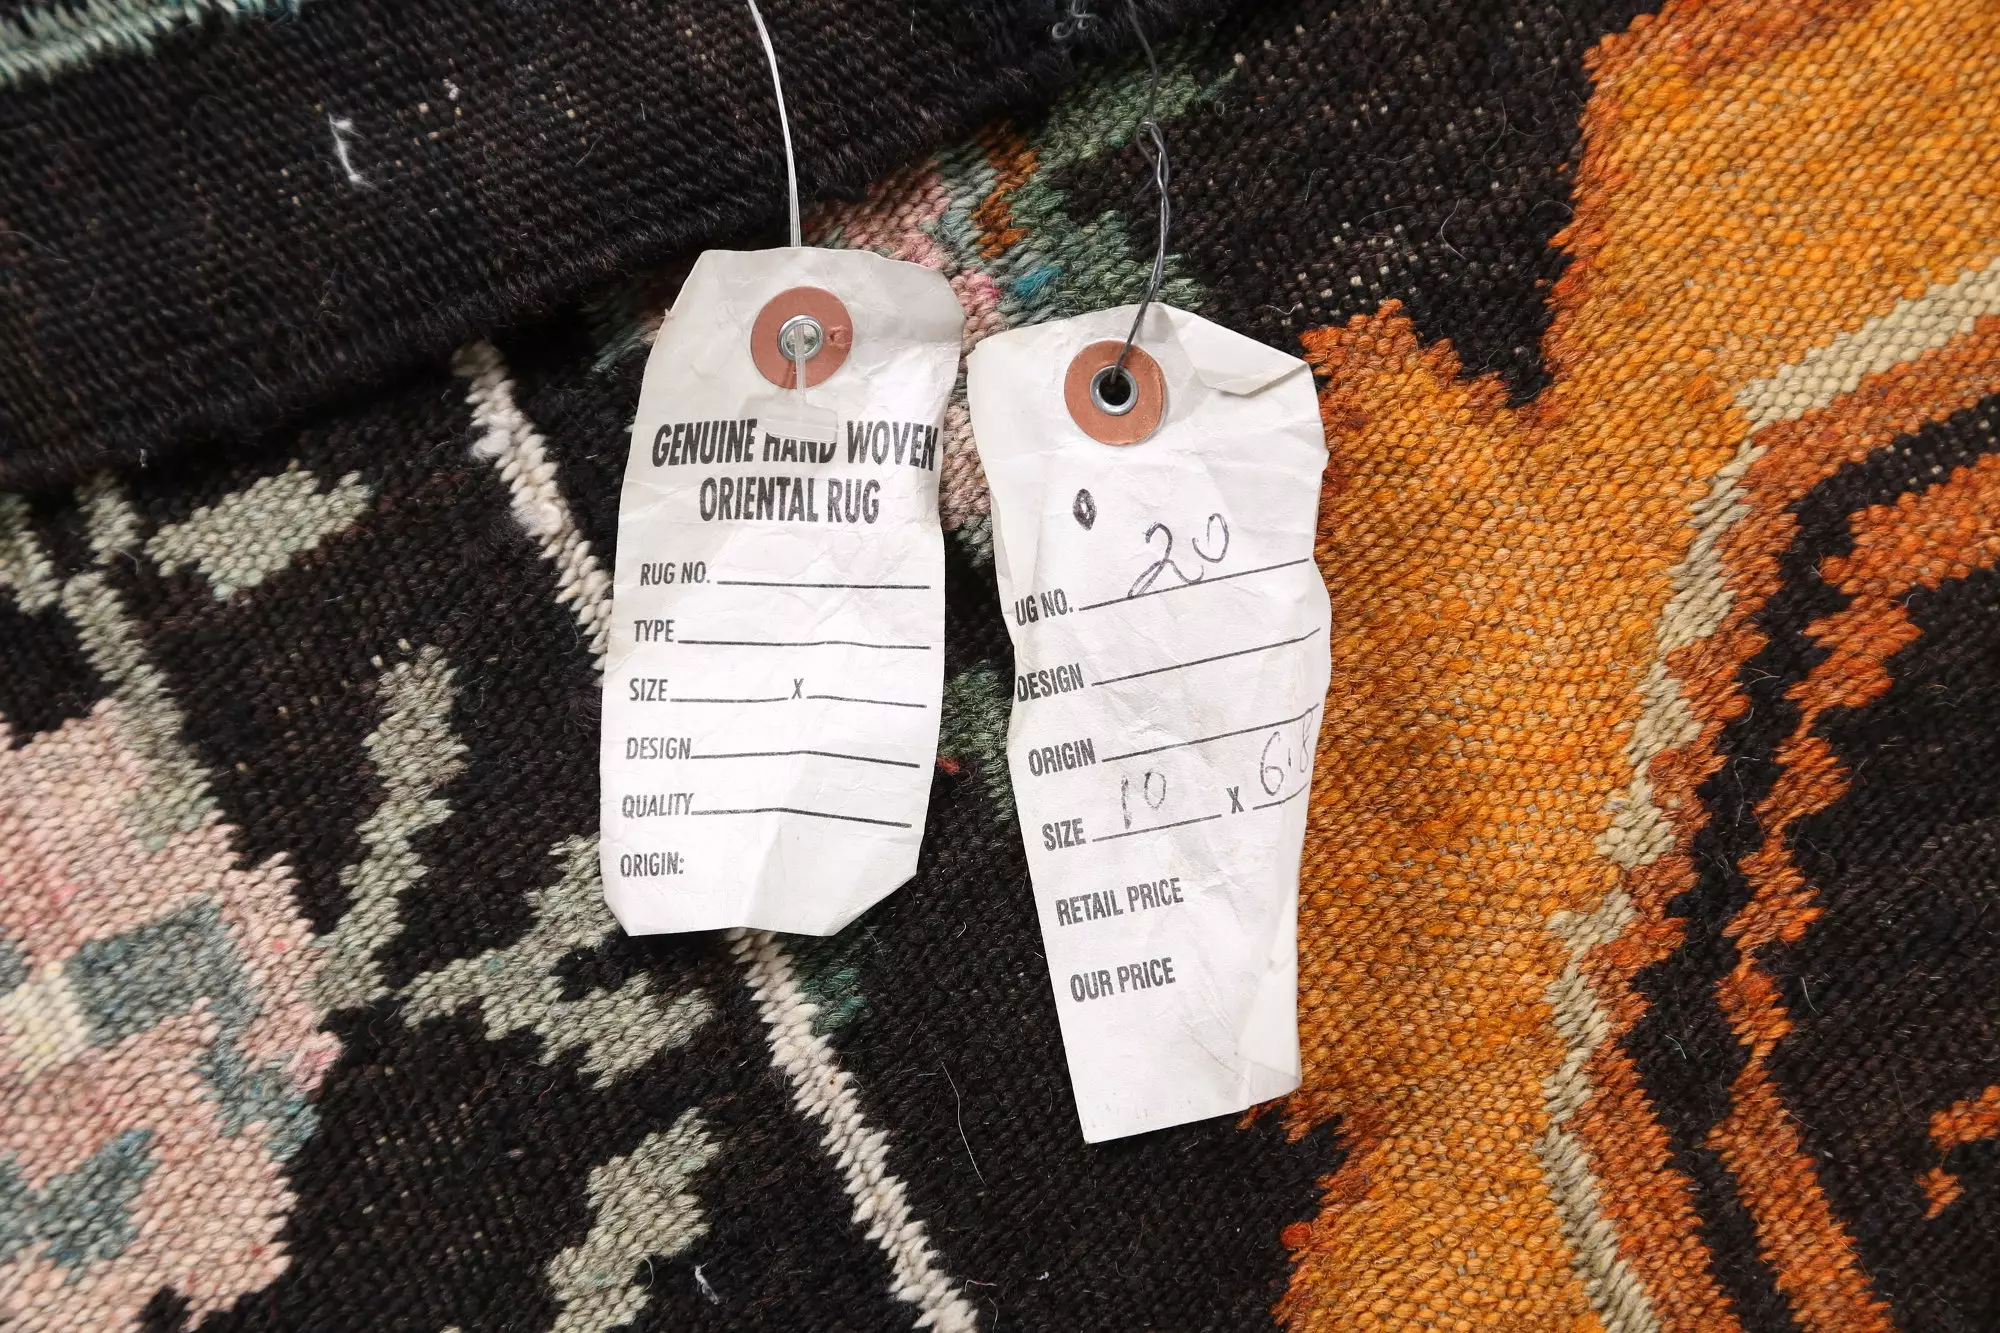 GENUINE HAND WOVEN
ORIENTAL RUG
RUG NO.
TYPE
SIZE X
DESIGN
QUALITY
ORIGIN:
0
20
UG NO.
DESIGN
ORIGIN
SIZE 10 X 6.8
RETAIL PRICE
OUR PRICE